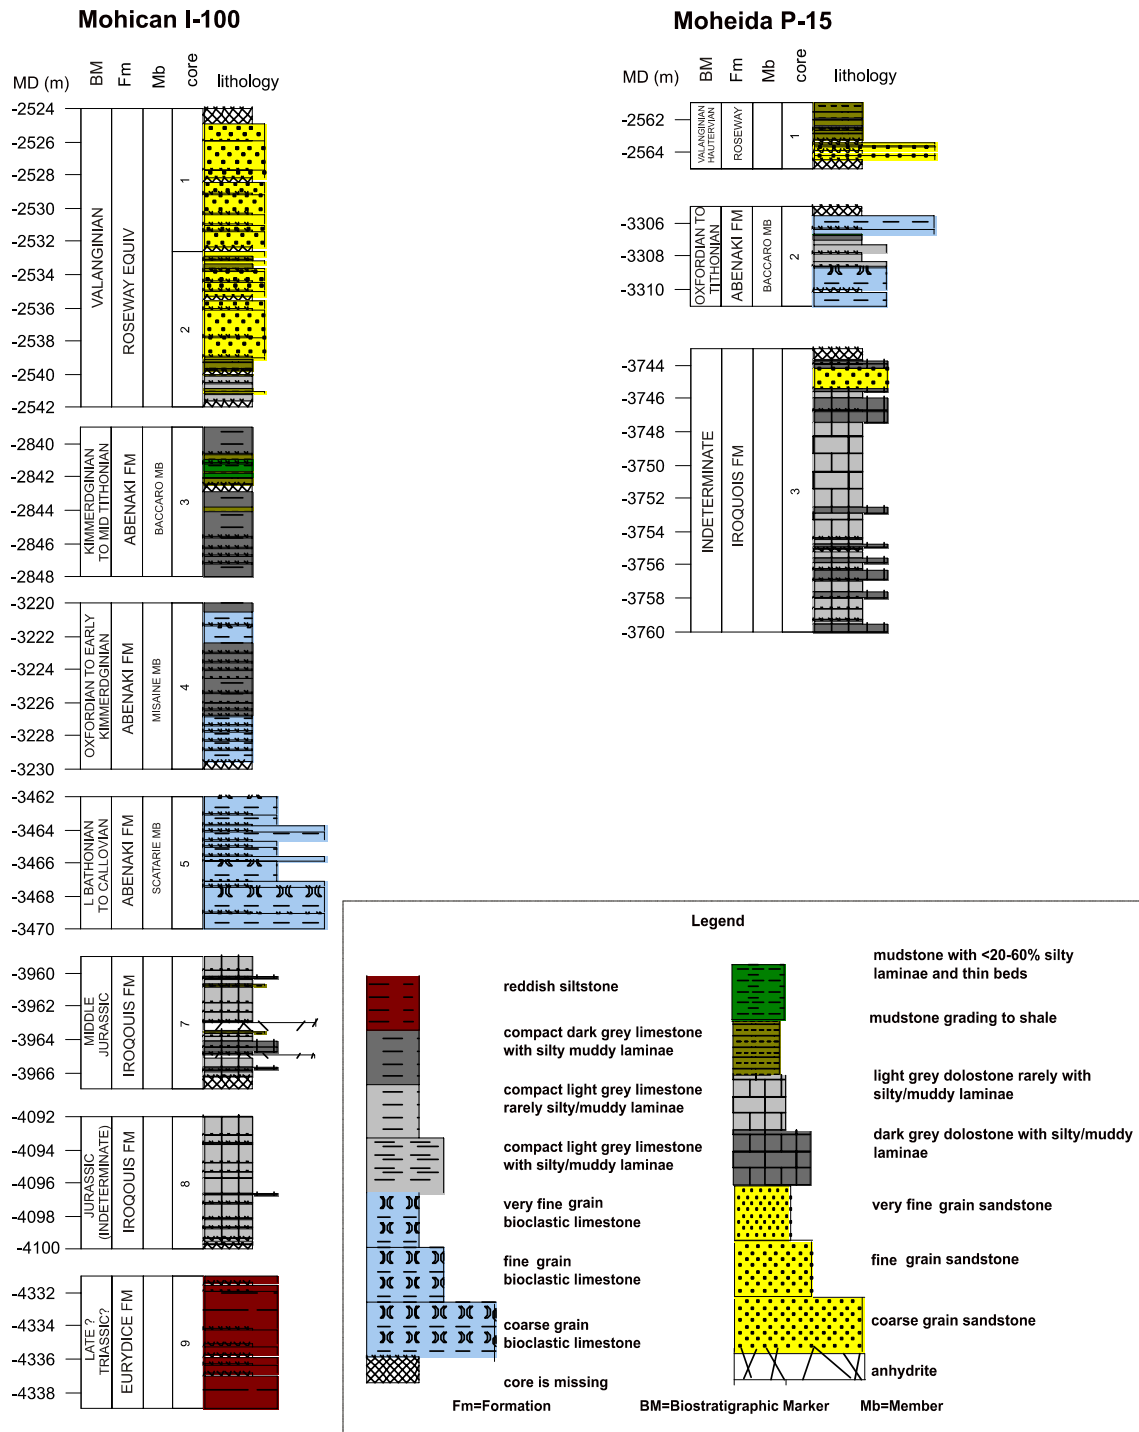 Mohican I-100
MD (m)
BM
Fm
Mb
core
lithology
-2524
-2526
-2528
-2530
-2532
-2534
-2536
-2538
-2540
-2542
VALANGINIAN
ROSEWAY EQUIV
1
2
-2840
-2842
-2844
-2846
-2848
KIMMERDGINIAN
TO MID TITHONIAN
ABENAKI FM
BACCARO MB
3
-3220
-3222
-3224
-3226
-3228
-3230
OXFORDIAN TO EARLY
KIMMERDGINIAN
ABENAKI FM
MISAINE MB
4
-3462
-3464
-3466
-3468
-3470
L BATHONIAN
TO CALLOVIAN
ABENAKI FM
SCATARIE MB
5
-3960
-3962
-3964
-3966
MIDDLE
JURASSIC
IROQOUIS FM
7
-4092
-4094
-4096
-4098
-4100
JURASSIC
(INDETERMINATE)
IROQOUIS FM
8
-4332
-4334
-4336
-4338
LATE ?
TRIASSIC?
EURYDICE FM
9
Moheida P-15
MD (m)
BM
Fm
Mb
core
lithology
-2562
-2564
VALANGINIAN
HAUTERVIAN
ROSEWAY
1
-3306
-3308
-3310
OXFORDIAN TO
TITHONIAN
ABENAKI FM
BACCARO MB
2
-3744
-3746
-3748
-3750
-3752
-3754
-3756
-3758
-3760
INDETERMINATE
IROQUOIS FM
3
Legend
reddish siltstone
compact dark grey limestone
with silty muddy laminae
compact light grey limestone
rarely silty/muddy laminae
compact light grey limestone
with silty/muddy laminae
very fine grain
bioclastic limestone
fine grain
bioclastic limestone
coarse grain
bioclastic limestone
core is missing
mudstone with <20-60% silty
laminae and thin beds
mudstone grading to shale
light grey dolostone rarely with
silty/muddy laminae
dark grey dolostone with silty/muddy
laminae
very fine grain sandstone
fine grain sandstone
coarse grain sandstone
anhydrite
Fm=Formation
BM=Biostratigraphic Marker
Mb=Member